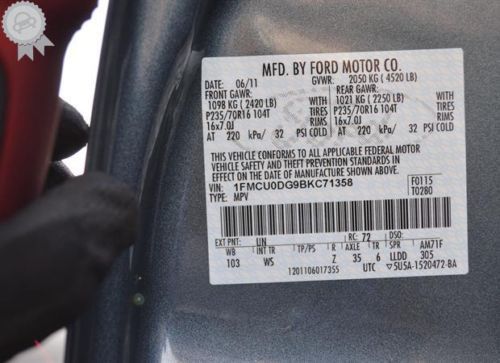 MFD. BY FORD MOTOR CO.
DATE: 06/11 GVWR: 2050 KG (4520 LB)
FRONT GAWR: REAR GAWR:
1098 KG (2420 LB) WITH 1021 KG (2250 LB) WITH
P235/70R16 104T TIRES P235/70R16 104T TIRES
16x7.0J RIMS 16x7.0J RIMS
AT 220 kPa/ 32 PSI COLD AT 220 kPa/ 32 PSI COLD
THIS VEHICLE CONFORMS TO ALL APPLICABLE FEDERAL MOTOR
VEHICLE SAFETY AND THEFT PREVENTION STANDARDS IN
EFFECT ON THE DATE OF MANUFACTURE SHOWN ABOVE.
VIN: 1FMCU0DG9BKC71358 F0115
TYPE: MPV T0280
EXT PNT: UN RC: 72 DSO:
WB INT TR TP/PS R AXLE TR SPR AM71F
103 WS Z 35 6 LLDD 305
1201106017355 UTC 5U5A-1520472-BA